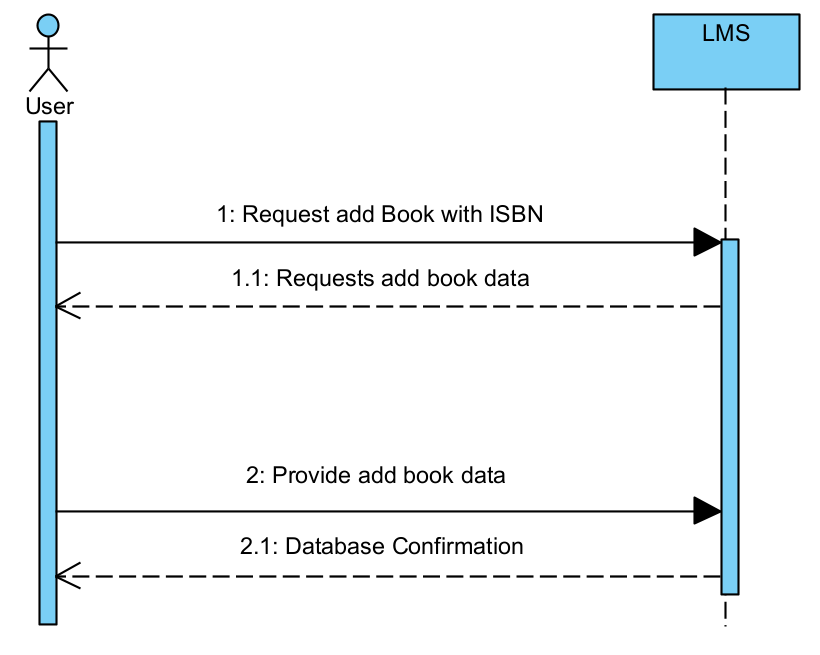 LMS
User
1: Request add Book with ISBN
1.1: Requests add book data
2: Provide add book data
2.1: Database Confirmation